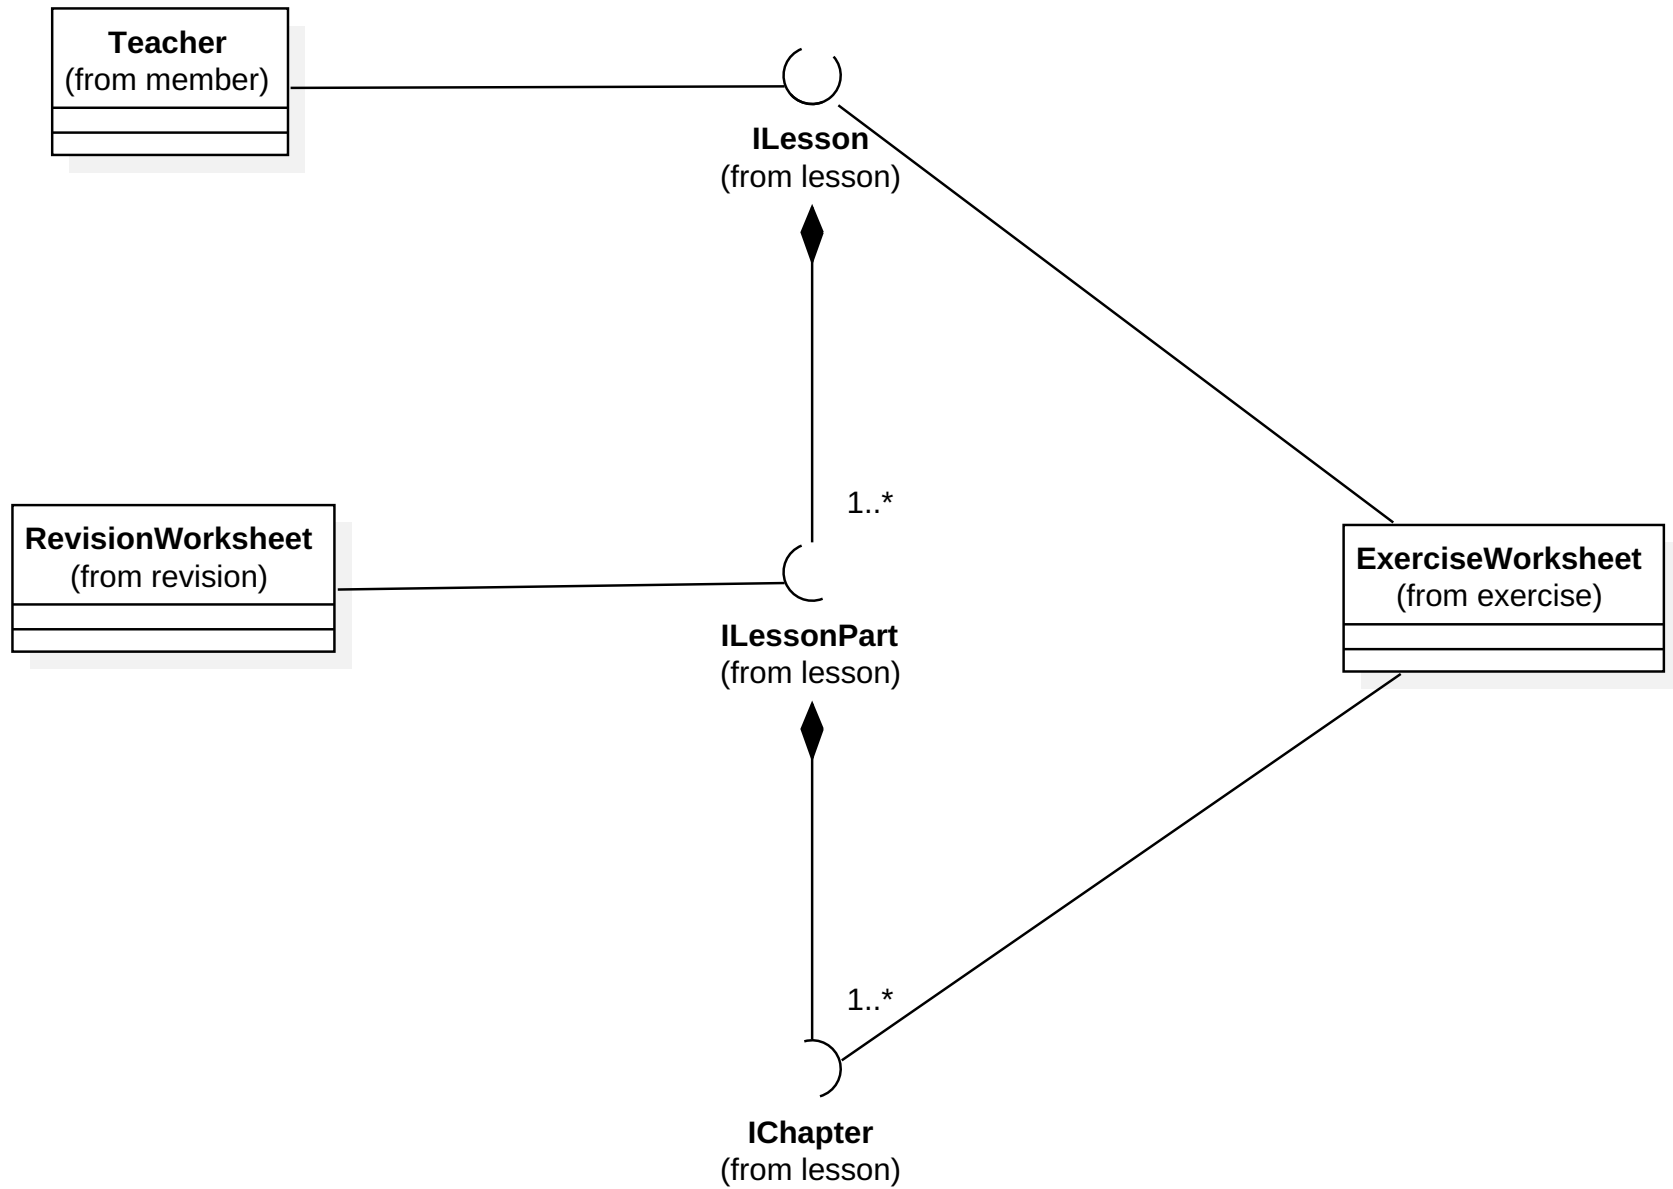 Teacher
(from member)
ILesson
(from lesson)
1..*
RevisionWorksheet
(from revision)
ILessonPart
(from lesson)
ExerciseWorksheet
(from exercise)
1..*
IChapter
(from lesson)